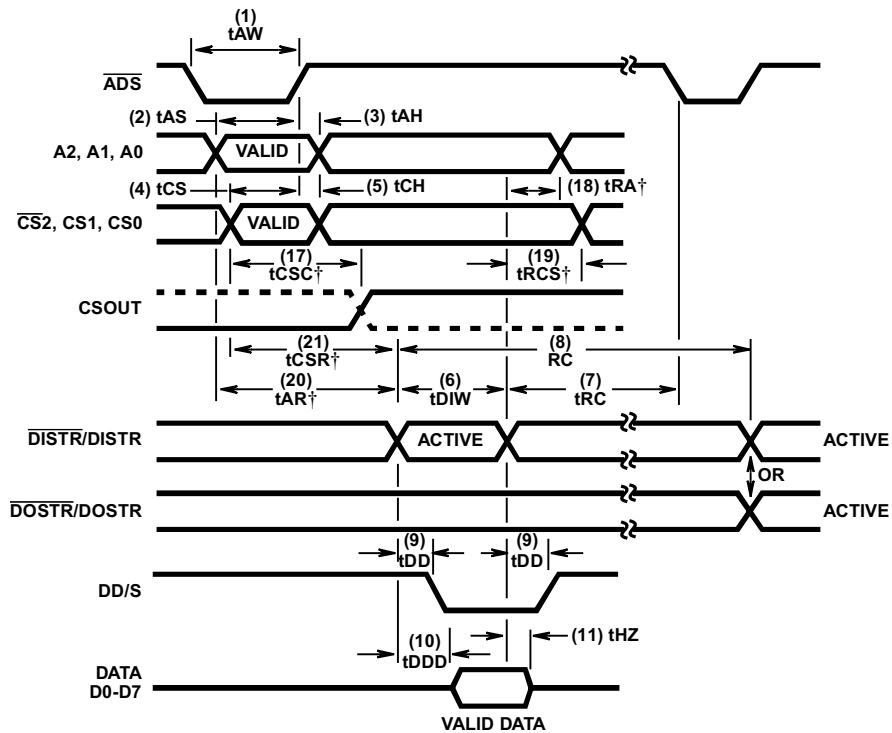 (1)
tAW
ADS
(2) tAS
(3) tAH
A2, A1, A0
VALID
(4) tCS
(5) tCH
(18) tRA†
CS2, CS1, CS0
VALID
(17)
tCSC†
(19)
tRCS†
CSOUT
(21)
tCSR†
(8)
RC
(20)
tAR†
(6)
tDIW
(7)
tRC
DISTR/DISTR
ACTIVE
ACTIVE
OR
DOSTR/DOSTR
ACTIVE
(9)
tDD
(9)
tDD
DD/S
(10)
tDDD
(11) tHZ
DATA
D0-D7
VALID DATA